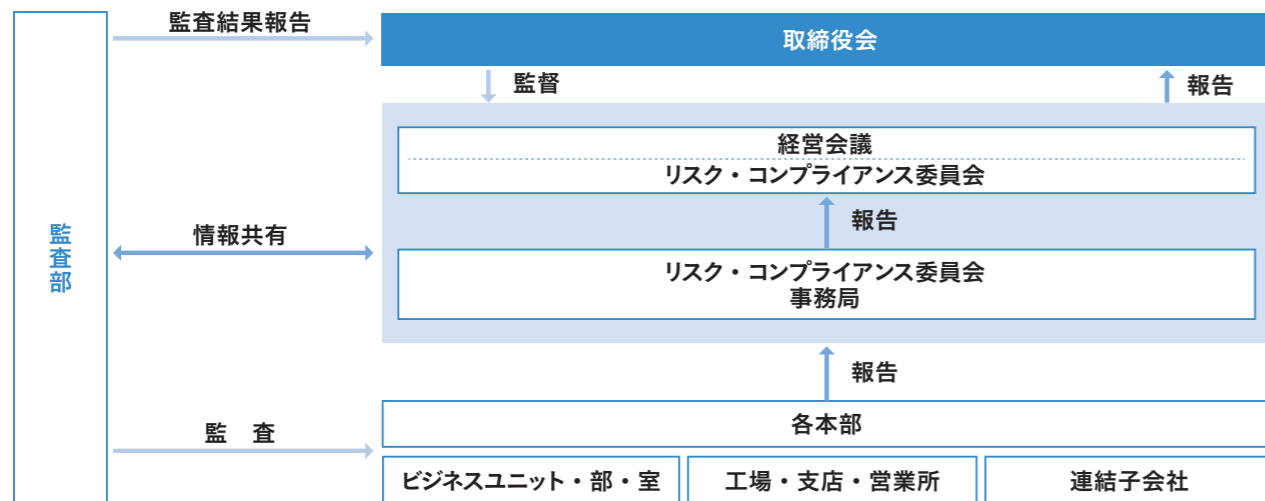 監査結果報告
取締役会
監督
報告
経営会議
リスク・コンプライアンス委員会
報告
監査部
情報共有
リスク・コンプライアンス委員会
事務局
報告
監　査
各本部
ビジネスユニット・部・室
工場・支店・営業所
連結子会社